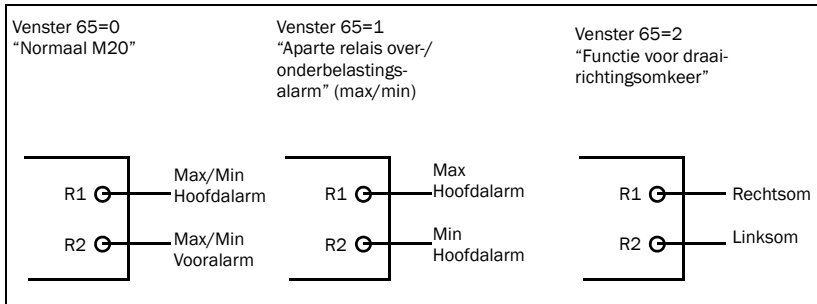 Venster 65=0
“Normaal M20”
Venster 65=1
“Aparte relais over-/
onderbelastings-
alarm” (max/min)
Venster 65=2
“Functie voor draai-
richtingsomkeer”
R1
Max/Min
Hoofdalarm
R2
Max/Min
Vooralarm
R1
Max
Hoofdalarm
R2
Min
Hoofdalarm
R1
Rechtsom
R2
Linksom